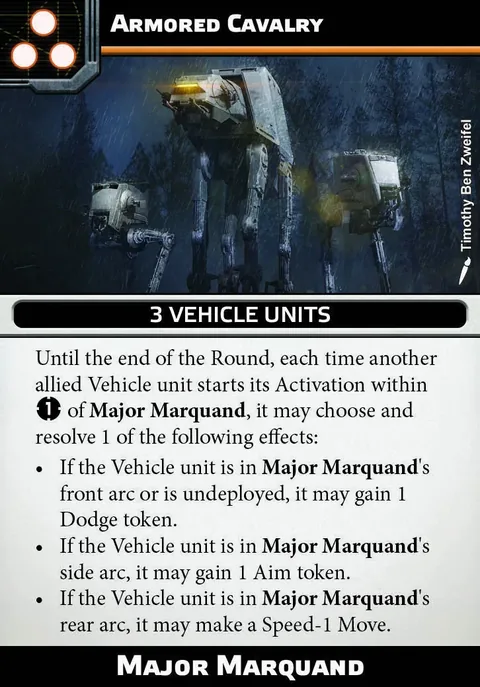 Armored Cavalry
Timothy Ben Zweifel
3 VEHICLE UNITS
Until the end of the Round, each time another
allied Vehicle unit starts its Activation within
1 of Major Marquand, it may choose and
resolve 1 of the following effects:
• If the Vehicle unit is in Major Marquand's
front arc or is undeployed, it may gain 1
Dodge token.
• If the Vehicle unit is in Major Marquand's
side arc, it may gain 1 Aim token.
• If the Vehicle unit is in Major Marquand's
rear arc, it may make a Speed-1 Move.
Major Marquand